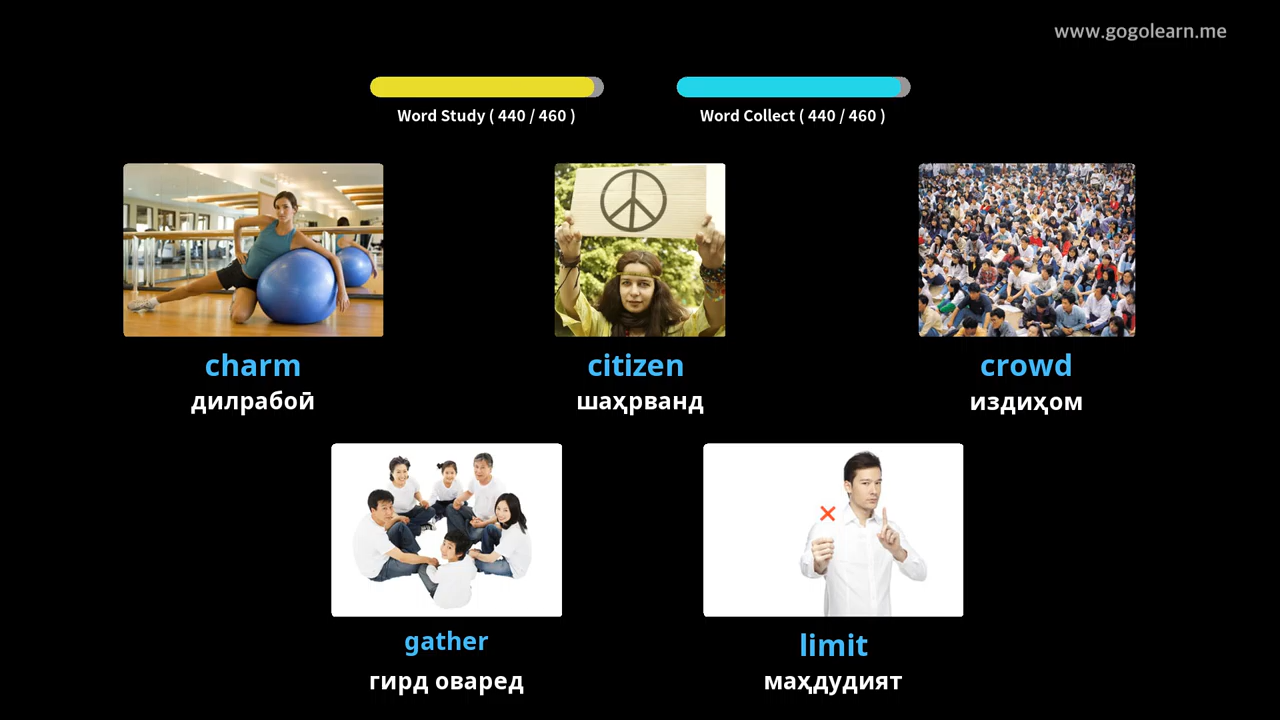 www.gogolearn.me
Word Study ( 440 / 460 )
Word Collect ( 440 / 460 )
charm
дилрабоӣ
citizen
шаҳрванд
crowd
издиҳом
gather
гирд оваред
limit
маҳдудият